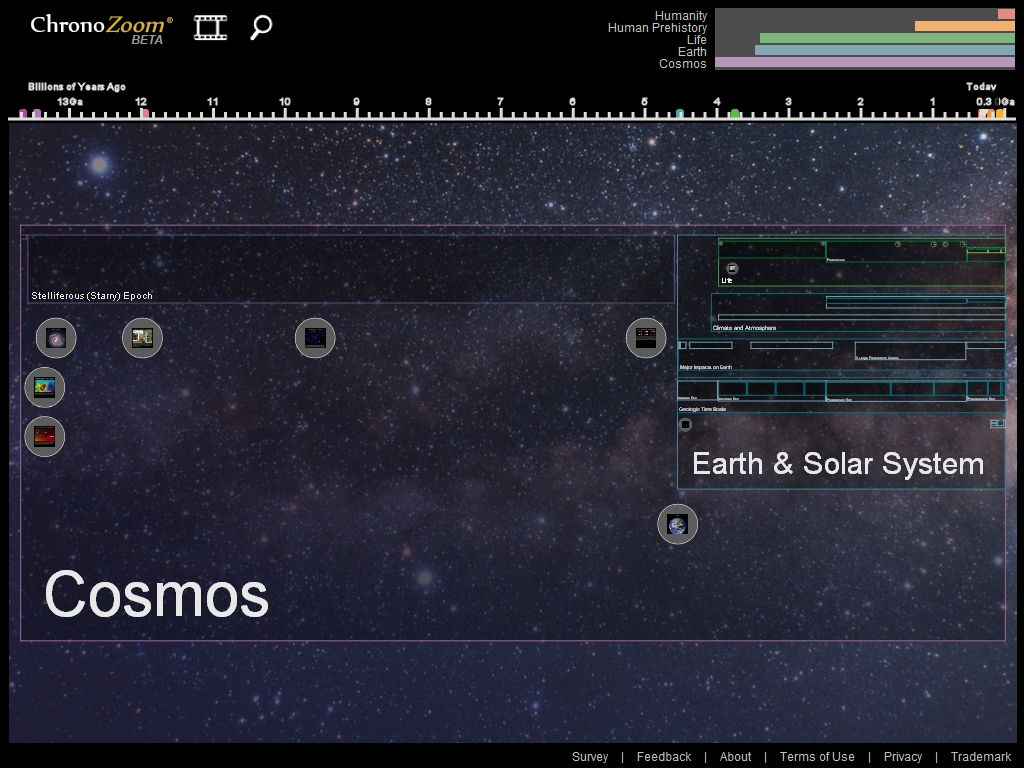 ChronoZoom®
BETA
Humanity
Human Prehistory
Life
Earth
Cosmos
Billions of Years Ago
Today
13Ga 12 11 10 9 8 7 6 5 4 3 2 1 0.3
Stelliferous (Starry) Epoch
Life
Climate and Atmosphere
Major Impacts on Earth
Geologic Time Scale
Earth & Solar System
Cosmos
Survey | Feedback | About | Terms of Use | Privacy | Trademark